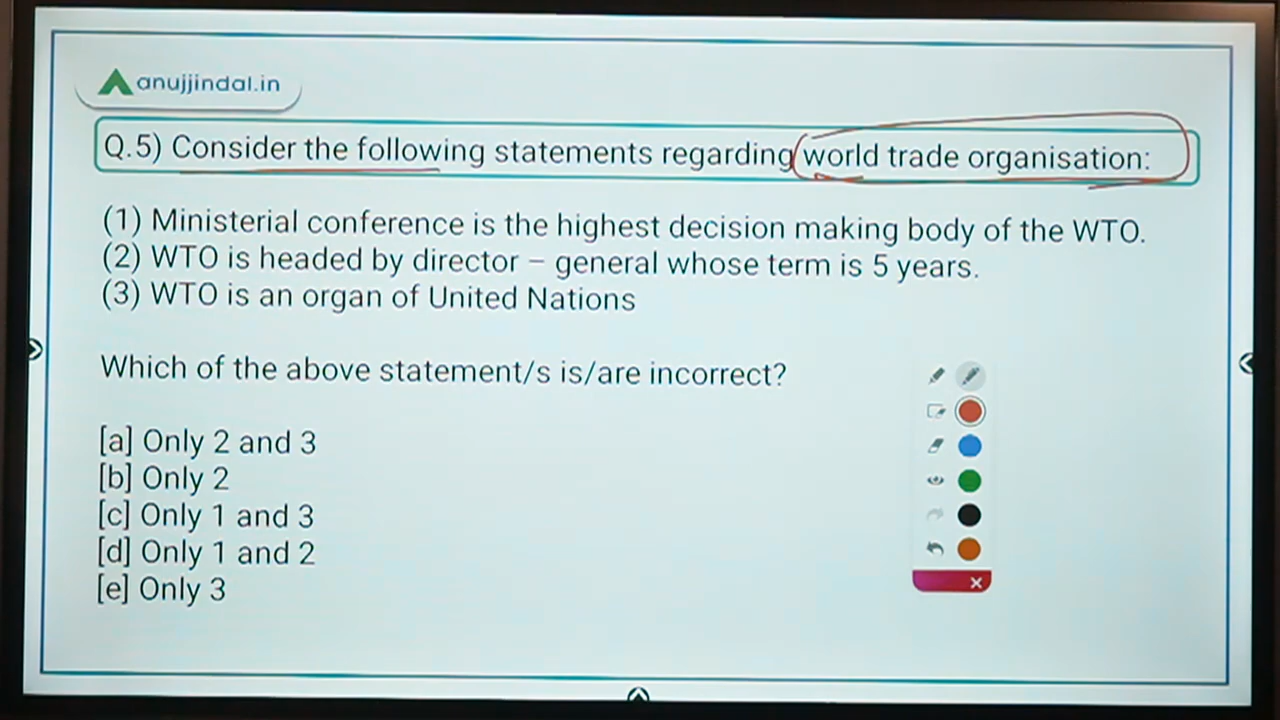 anujjindal.in
Q.5) Consider the following statements regarding world trade organisation:
(1) Ministerial conference is the highest decision making body of the WTO.
(2) WTO is headed by director – general whose term is 5 years.
(3) WTO is an organ of United Nations
Which of the above statement/s is/are incorrect?
[a] Only 2 and 3
[b] Only 2
[c] Only 1 and 3
[d] Only 1 and 2
[e] Only 3